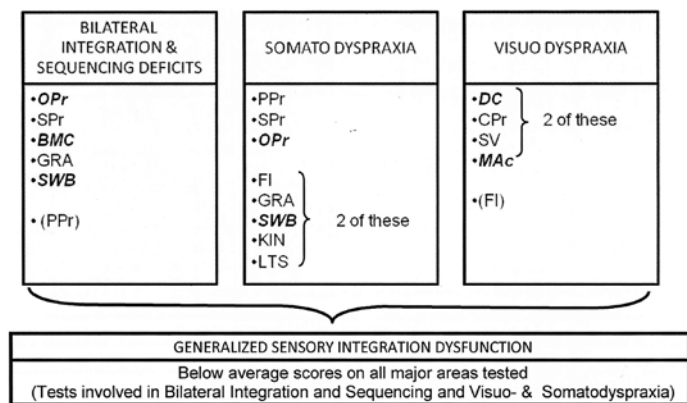 BILATERAL
INTEGRATION &
SEQUENCING DEFICITS
•OPr
•SPr
•BMC
•GRA
•SWB
•(PPr)
SOMATO DYSPRAXIA
•PPr
•SPr
•OPr
•FI
•GRA
•SWB
2 of these
•KIN
•LTS
VISUO DYSPRAXIA
•DC
•CPr
2 of these
•SV
•MAc
•(FI)
GENERALIZED SENSORY INTEGRATION DYSFUNCTION
Below average scores on all major areas tested
(Tests involved in Bilateral Integration and Sequencing and Visuo- & Somatodyspraxia)